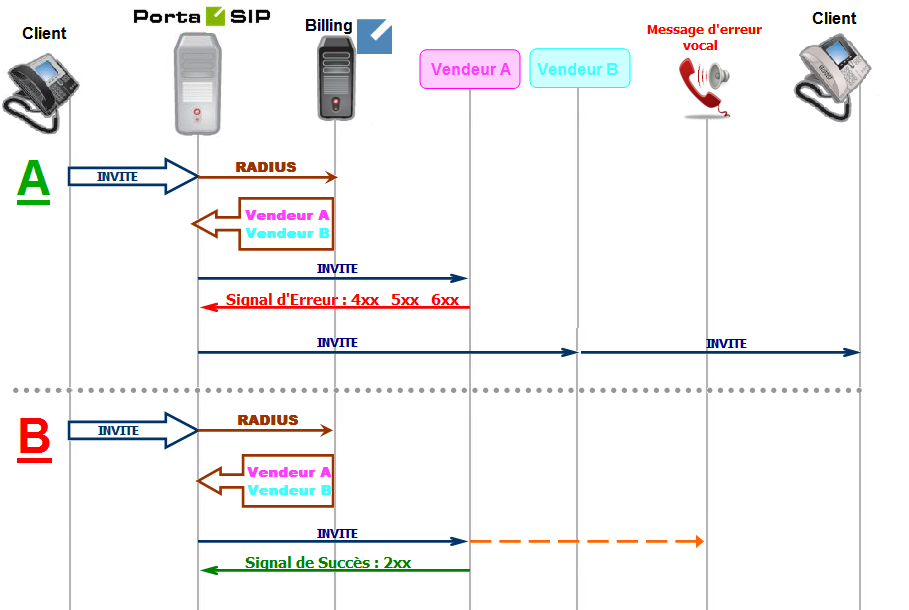 Client
Porta SIP
Billing
Vendeur A
Vendeur B
Message d'erreur
vocal
Client
A
INVITE
RADIUS
Vendeur A
Vendeur B
INVITE
Signal d'Erreur : 4xx 5xx 6xx
INVITE
INVITE
B
INVITE
RADIUS
Vendeur A
Vendeur B
INVITE
Signal de Succès : 2xx